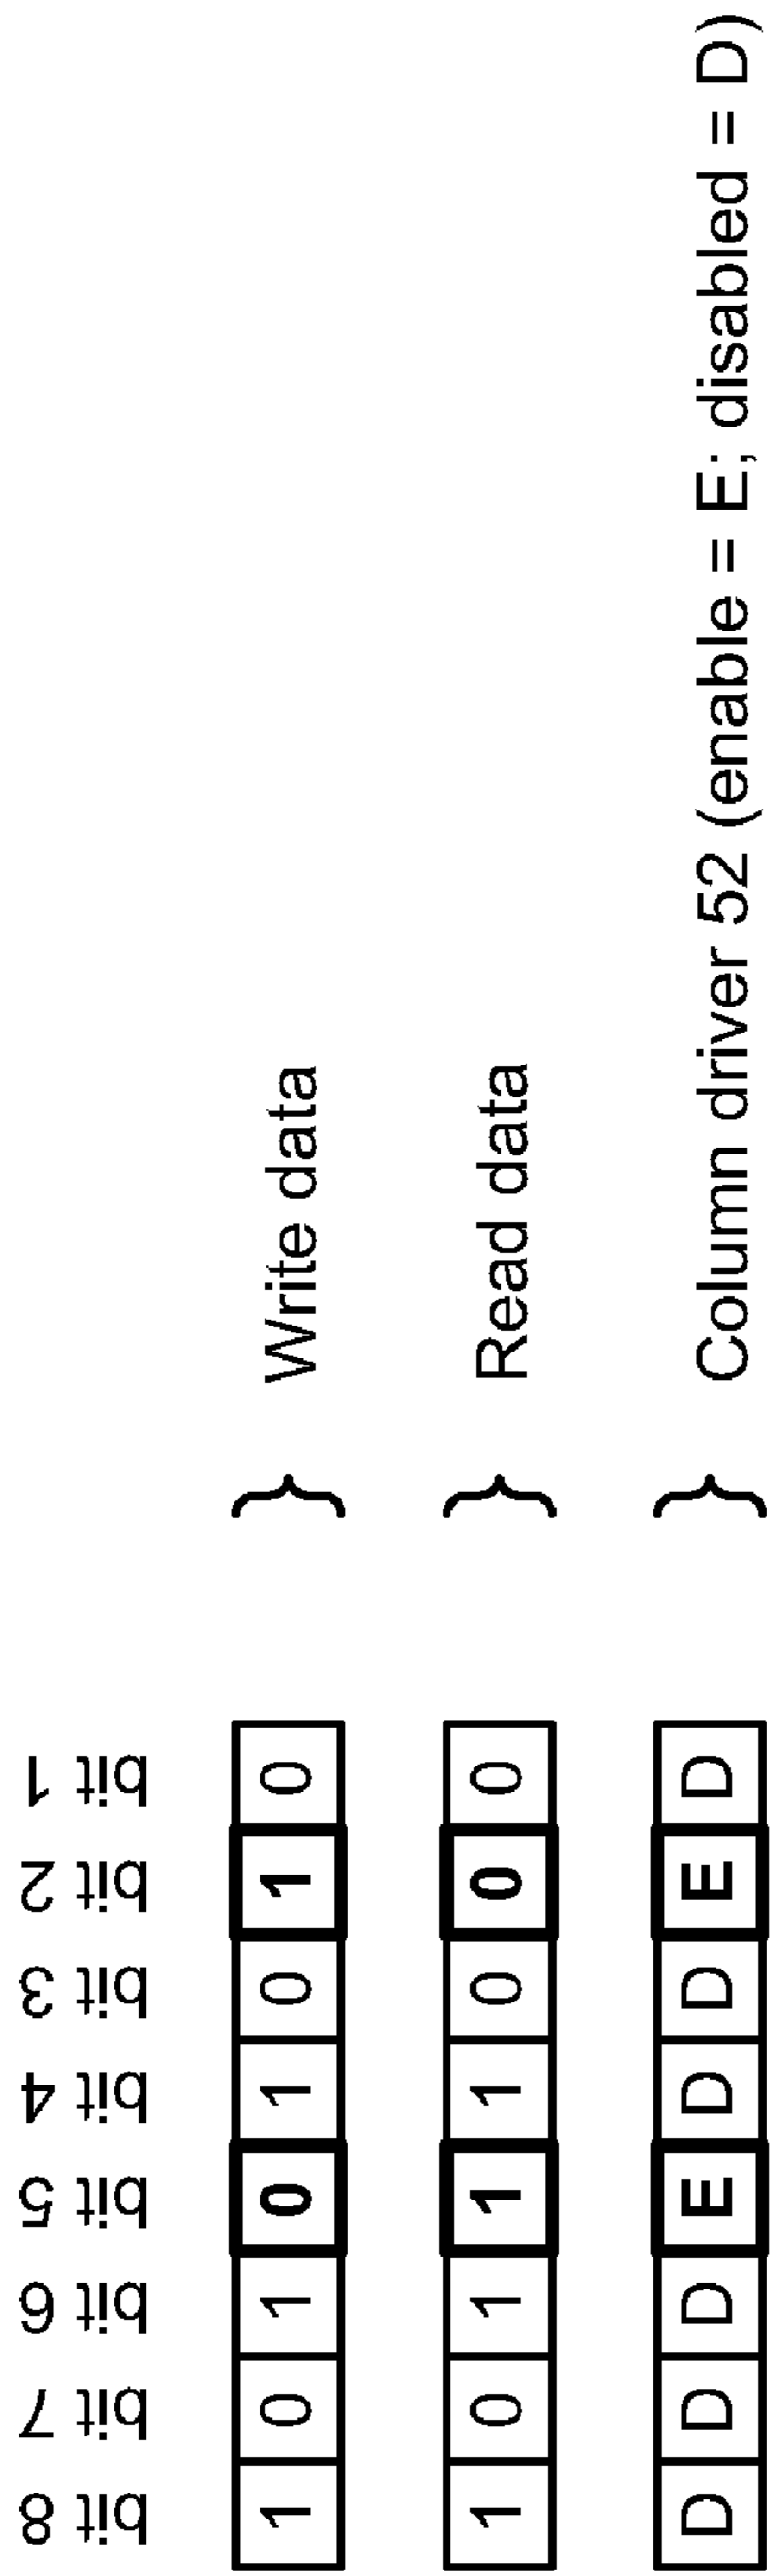 bit 8 bit 7 bit 6 bit 5 bit 4 bit 3 bit 2 bit 1
1 0 1 0 1 0 1 0 } Write data
1 0 1 1 1 0 0 0 } Read data
D D D E D D E D } Column driver 52 (enable = E; disabled = D)